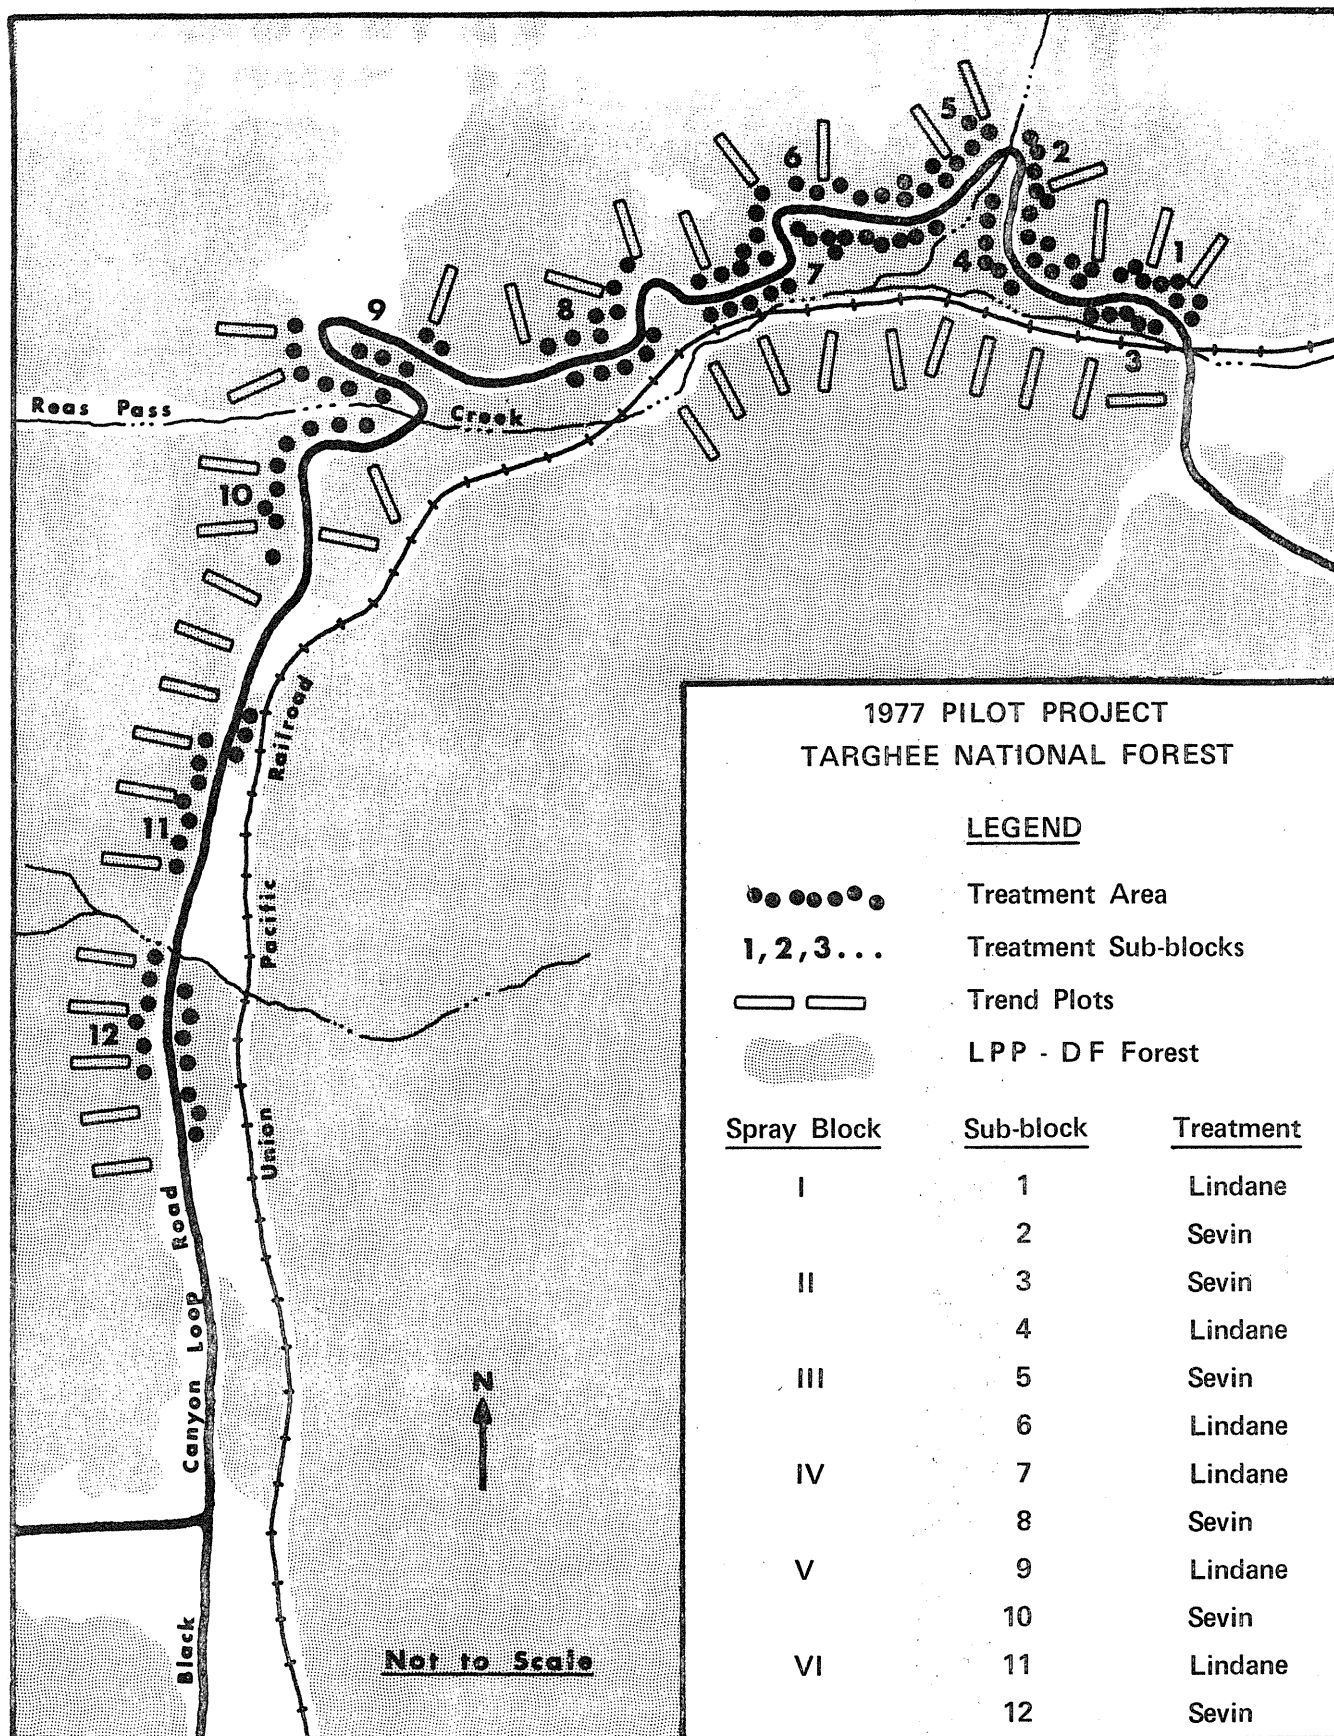 5
2
6
1
4
7
9
8
3
Reas Pass
Creek
10
Railroad
11
Pacific
12
Union
Black Canyon Loop Road
N
Not to Scale
1977 PILOT PROJECT
TARGHEE NATIONAL FOREST
LEGEND
Treatment Area
1,2,3... Treatment Sub-blocks
Trend Plots
LPP - DF Forest
Spray Block Sub-block Treatment
I 1 Lindane
2 Sevin
II 3 Sevin
4 Lindane
III 5 Sevin
6 Lindane
IV 7 Lindane
8 Sevin
V 9 Lindane
10 Sevin
VI 11 Lindane
12 Sevin